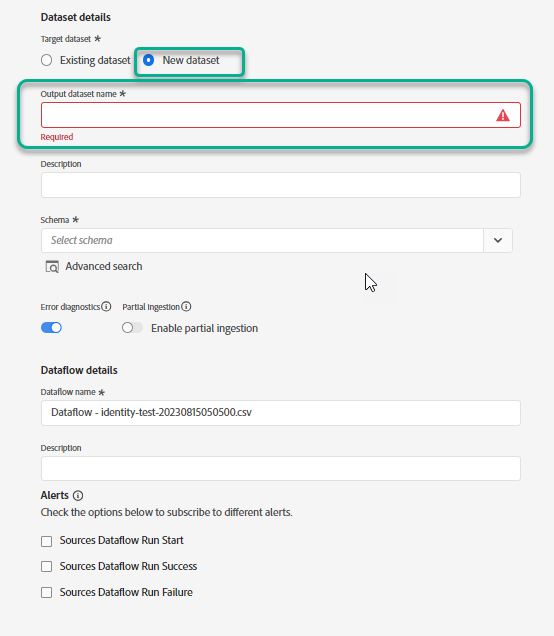 Dataset details
Target dataset *
Existing dataset New dataset
Output dataset name *
Required
Description
Schema *
Select schema
Advanced search
Error diagnostics Partial Ingestion
Enable partial ingestion
Dataflow details
Dataflow name *
Dataflow - identity-test-20230815050500.csv
Description
Alerts
Check the options below to subscribe to different alerts.
Sources Dataflow Run Start
Sources Dataflow Run Success
Sources Dataflow Run Failure